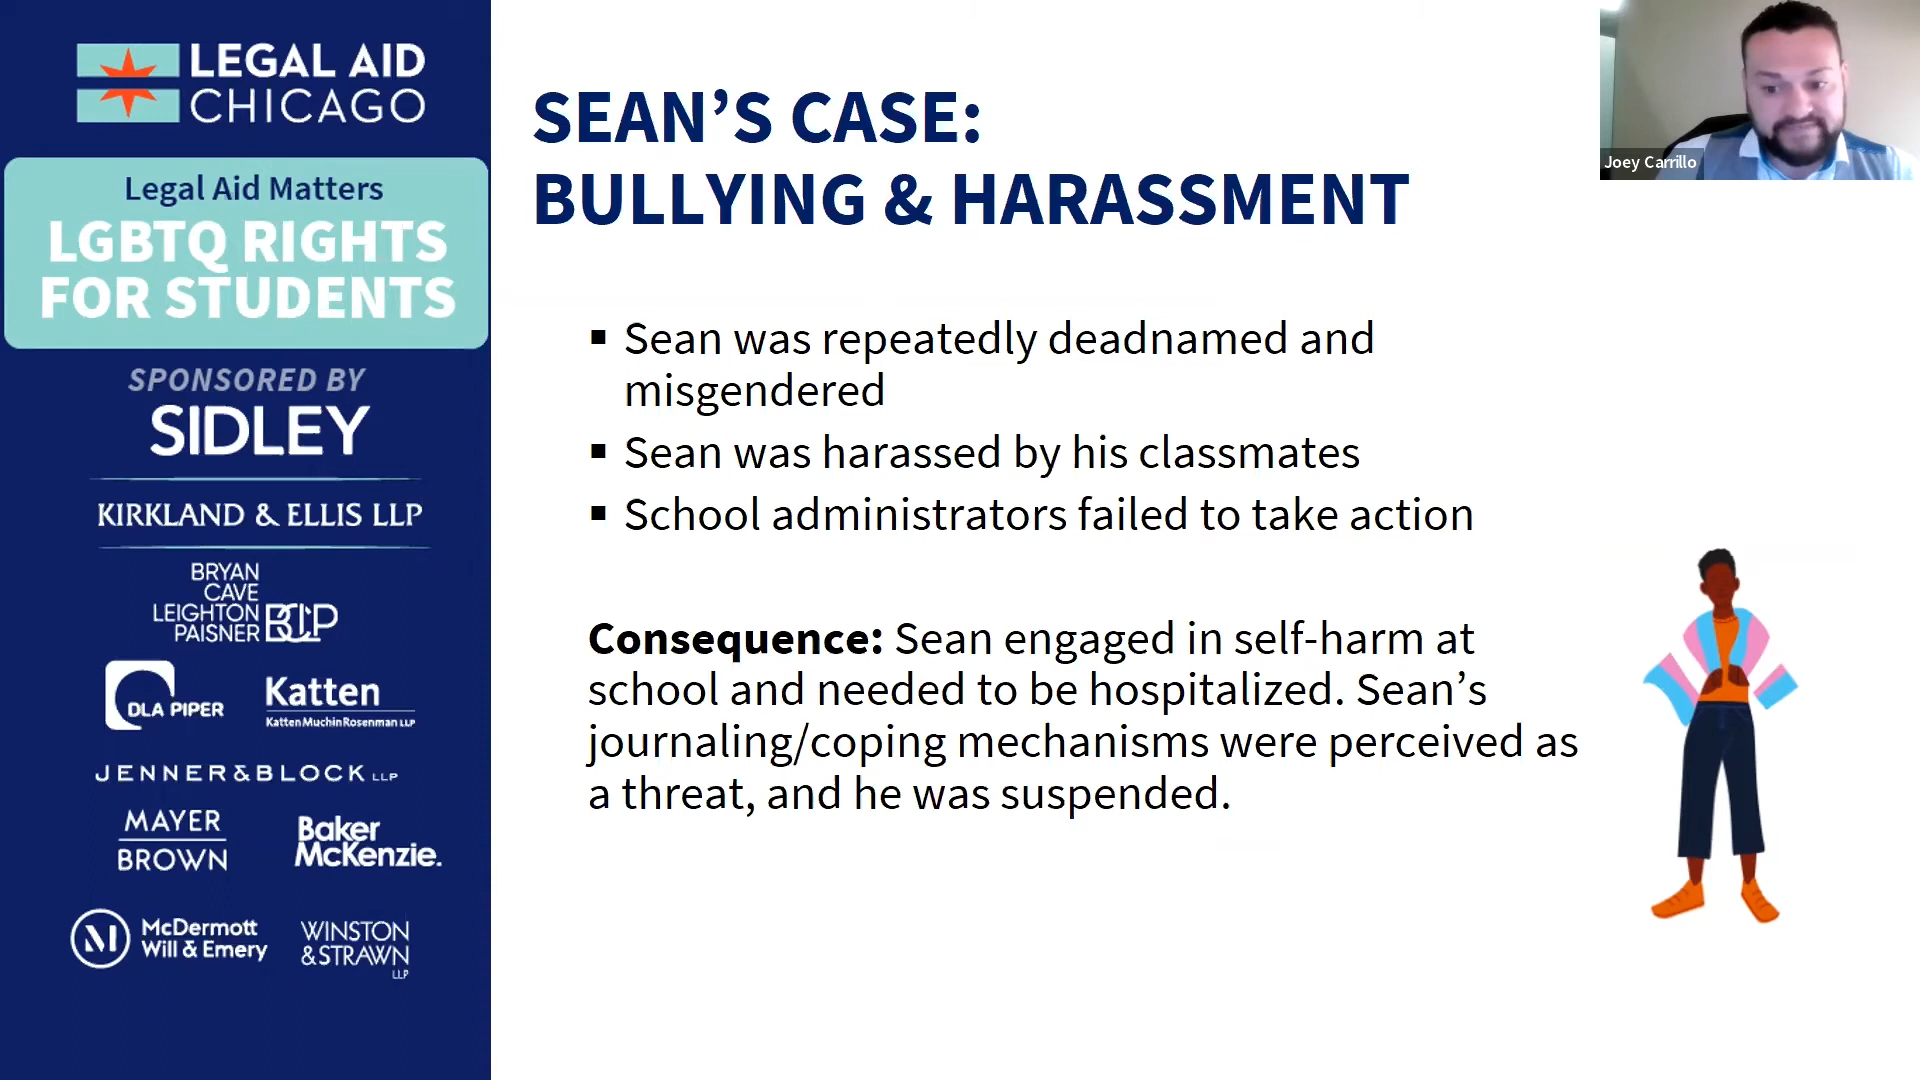 LEGAL AID
CHICAGO
Legal Aid Matters
LGBTQ RIGHTS
FOR STUDENTS
SPONSORED BY
SIDLEY
KIRKLAND & ELLIS LLP
BRYAN
CAVE
LEIGHTON
PAISNER BCLP
DLA PIPER
Katten
Katten Muchin Rosenman LLP
JENNER & BLOCK LLP
MAYER
BROWN
Baker
McKenzie.
M
McDermott
Will & Emery
WINSTON
& STRAWN
LLP
SEAN’S CASE:
BULLYING & HARASSMENT
▪ Sean was repeatedly deadnamed and
misgendered
▪ Sean was harassed by his classmates
▪ School administrators failed to take action
Consequence: Sean engaged in self-harm at
school and needed to be hospitalized. Sean’s
journaling/coping mechanisms were perceived as
a threat, and he was suspended.
Joey Carrillo